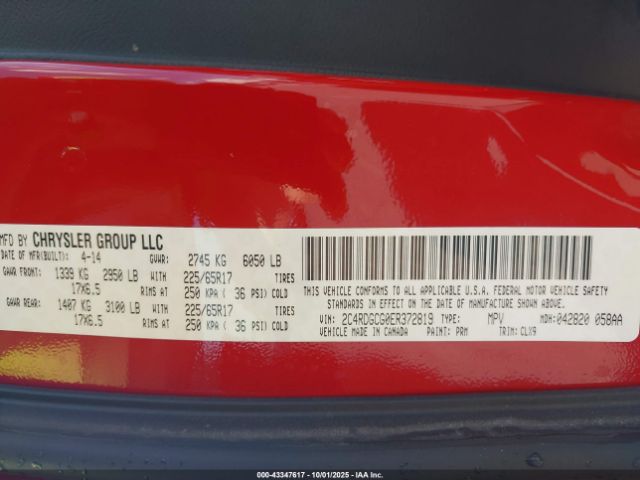 MFD BY CHRYSLER GROUP LLC
DATE OF MFR(BUILT): 4-14 GVWR: 2745 KG 6050 LB
GAWR FRONT: 1339 KG 2950 LB WITH 225/65R17 TIRES
17X6.5 RIMS AT 250 KPA ( 36 PSI) COLD
GAWR REAR: 1407 KG 3100 LB WITH 225/65R17 TIRES
17X6.5 RIMS AT 250 KPA ( 36 PSI) COLD
THIS VEHICLE CONFORMS TO ALL APPLICABLE U.S.A. FEDERAL MOTOR VEHICLE SAFETY
STANDARDS IN EFFECT ON THE DATE OF MANUFACTURE SHOWN ABOVE.
VIN: 2C4RDGCG0ER372819 TYPE: MPV MDH: 042820 058AA
VEHICLE MADE IN CANADA PAINT: PRM TRIM: CLX9
000-43347617 - 10/01/2025 - IAA Inc.